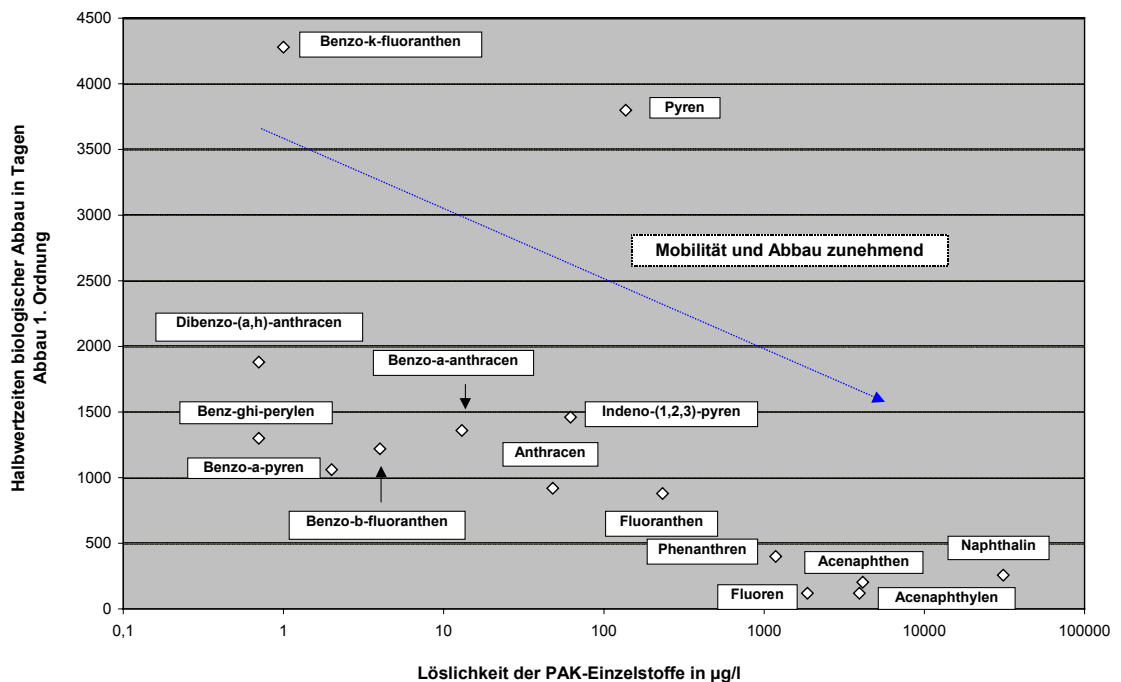 Halbwertzeiten biologischer Abbau in Tagen
Abbau 1. Ordnung
4500
4000
3500
3000
2500
2000
1500
1000
500
0
Benzo-k-fluoranthen
Pyren
Mobilität und Abbau zunehmend
Dibenzo-(a,h)-anthracen
Benzo-a-anthracen
Benz-ghi-perylen
Indeno-(1,2,3)-pyren
Anthracen
Benzo-a-pyren
Benzo-b-fluoranthen
Fluoranthen
Phenanthren
Naphthalin
Acenaphthen
Fluoren
Acenaphthylen
0,1
1
10
100
1000
10000
100000
Löslichkeit der PAK-Einzelstoffe in µg/l